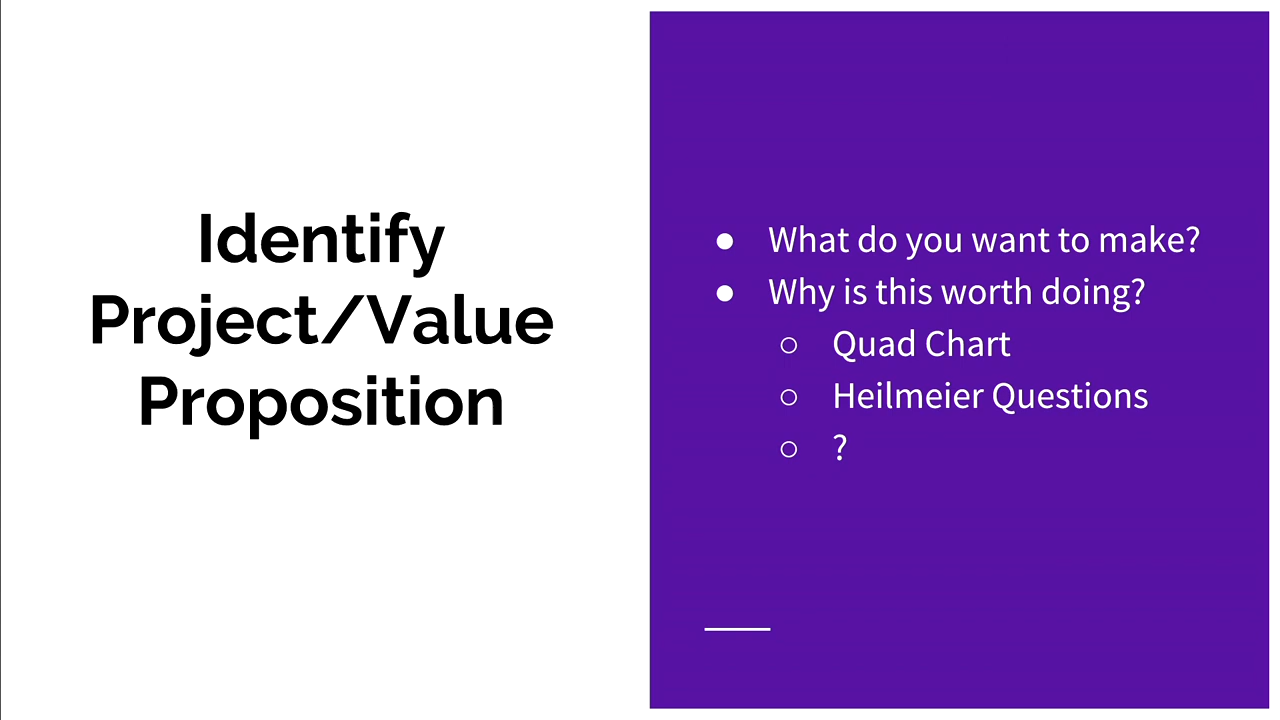 Identify
Project/Value
Proposition
● What do you want to make?
● Why is this worth doing?
○ Quad Chart
○ Heilmeier Questions
○ ?